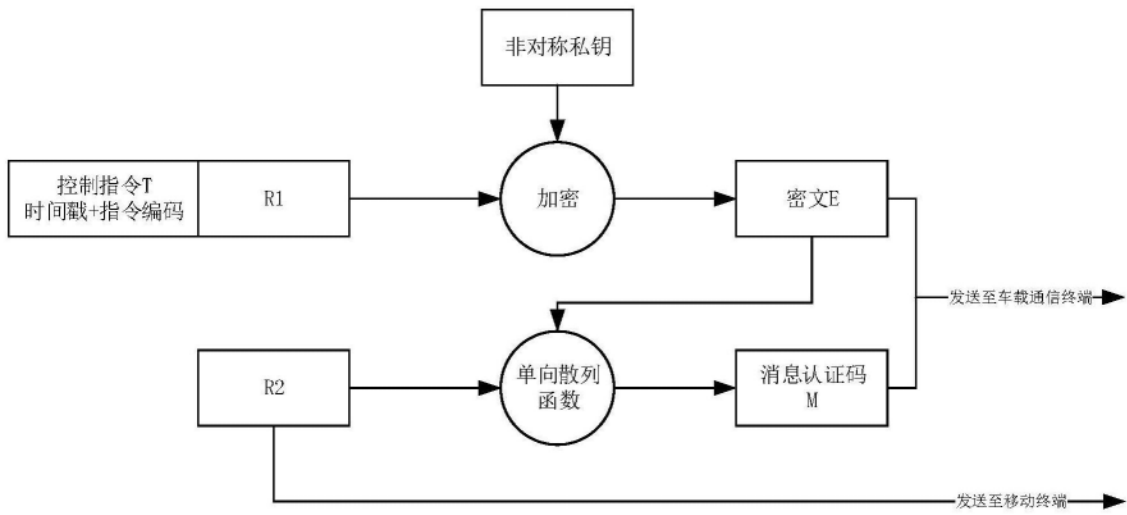 非对称私钥
控制指令T
时间戳+指令编码
R1
加密
密文E
发送至车载通信终端
R2
单向散列
函数
消息认证码
M
发送至移动终端